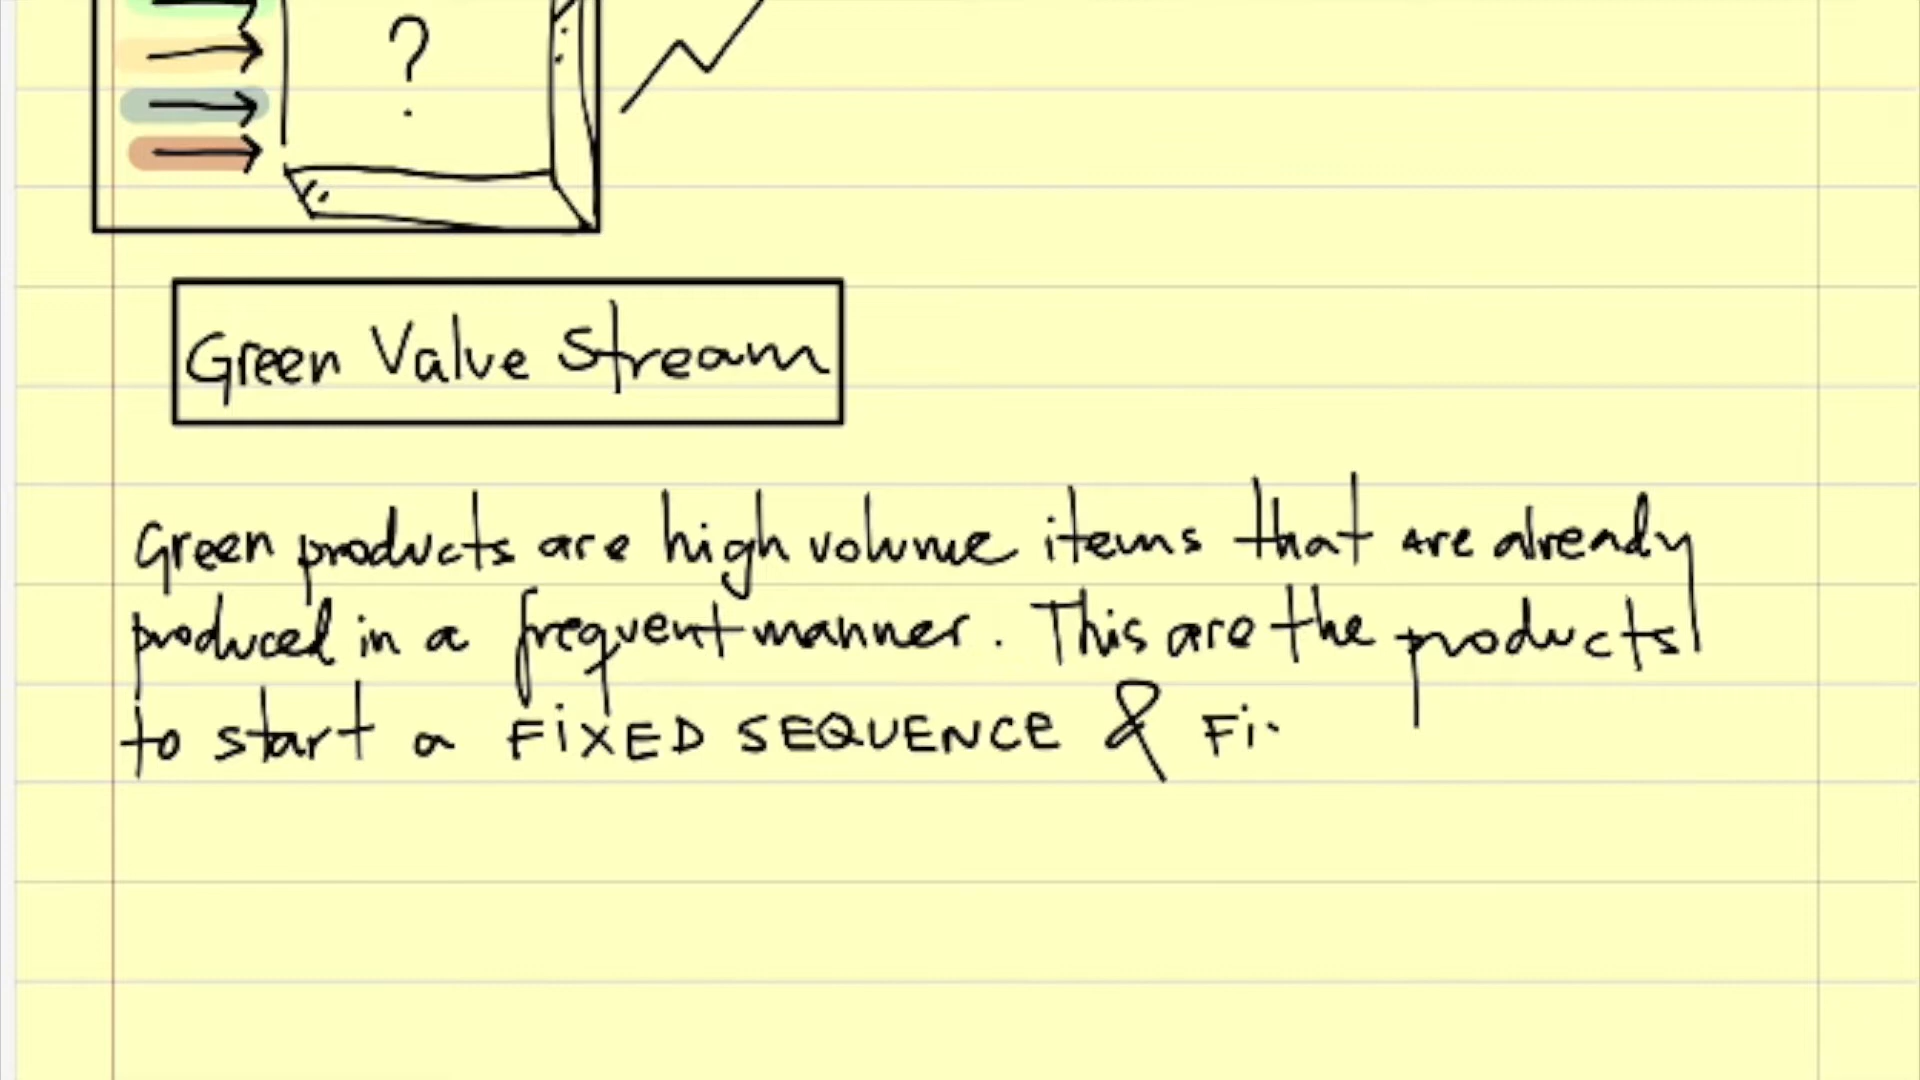 ?
Green Value Stream
Green products are high volume items that are already
produced in a frequent manner. This are the products
to start a FIXED SEQUENCE & Fi